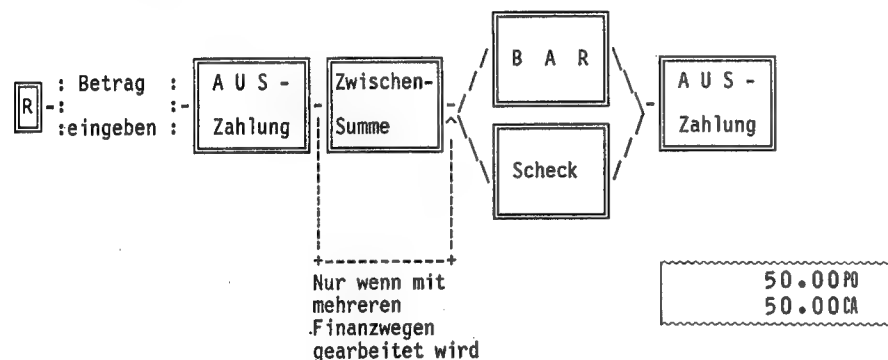 R
: Betrag :
:eingeben :
A U S -
Zahlung
Zwischen-
Summe
B A R
Scheck
A U S -
Zahlung
Nur wenn mit
mehreren
Finanzwegen
gearbeitet wird
50.00PO
50.00CA